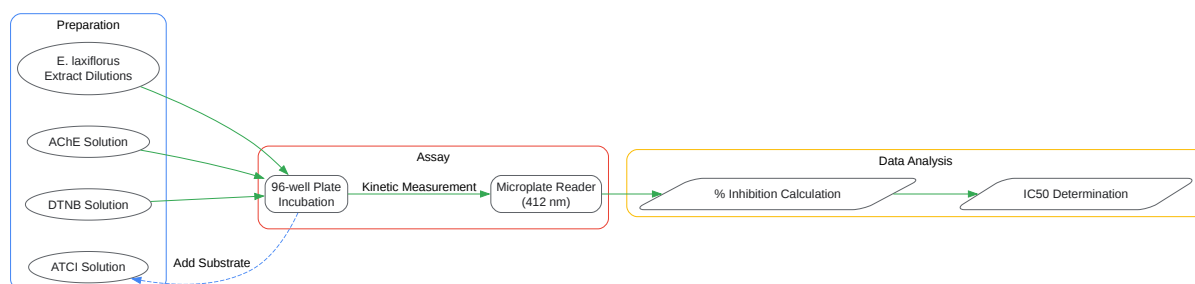 Preparation
E. laxiflorus
Extract Dilutions
AChE Solution
DTNB Solution
ATCI Solution
Add Substrate
Assay
96-well Plate
Incubation
Kinetic Measurement
Microplate Reader
(412 nm)
Data Analysis
% Inhibition Calculation
IC50 Determination